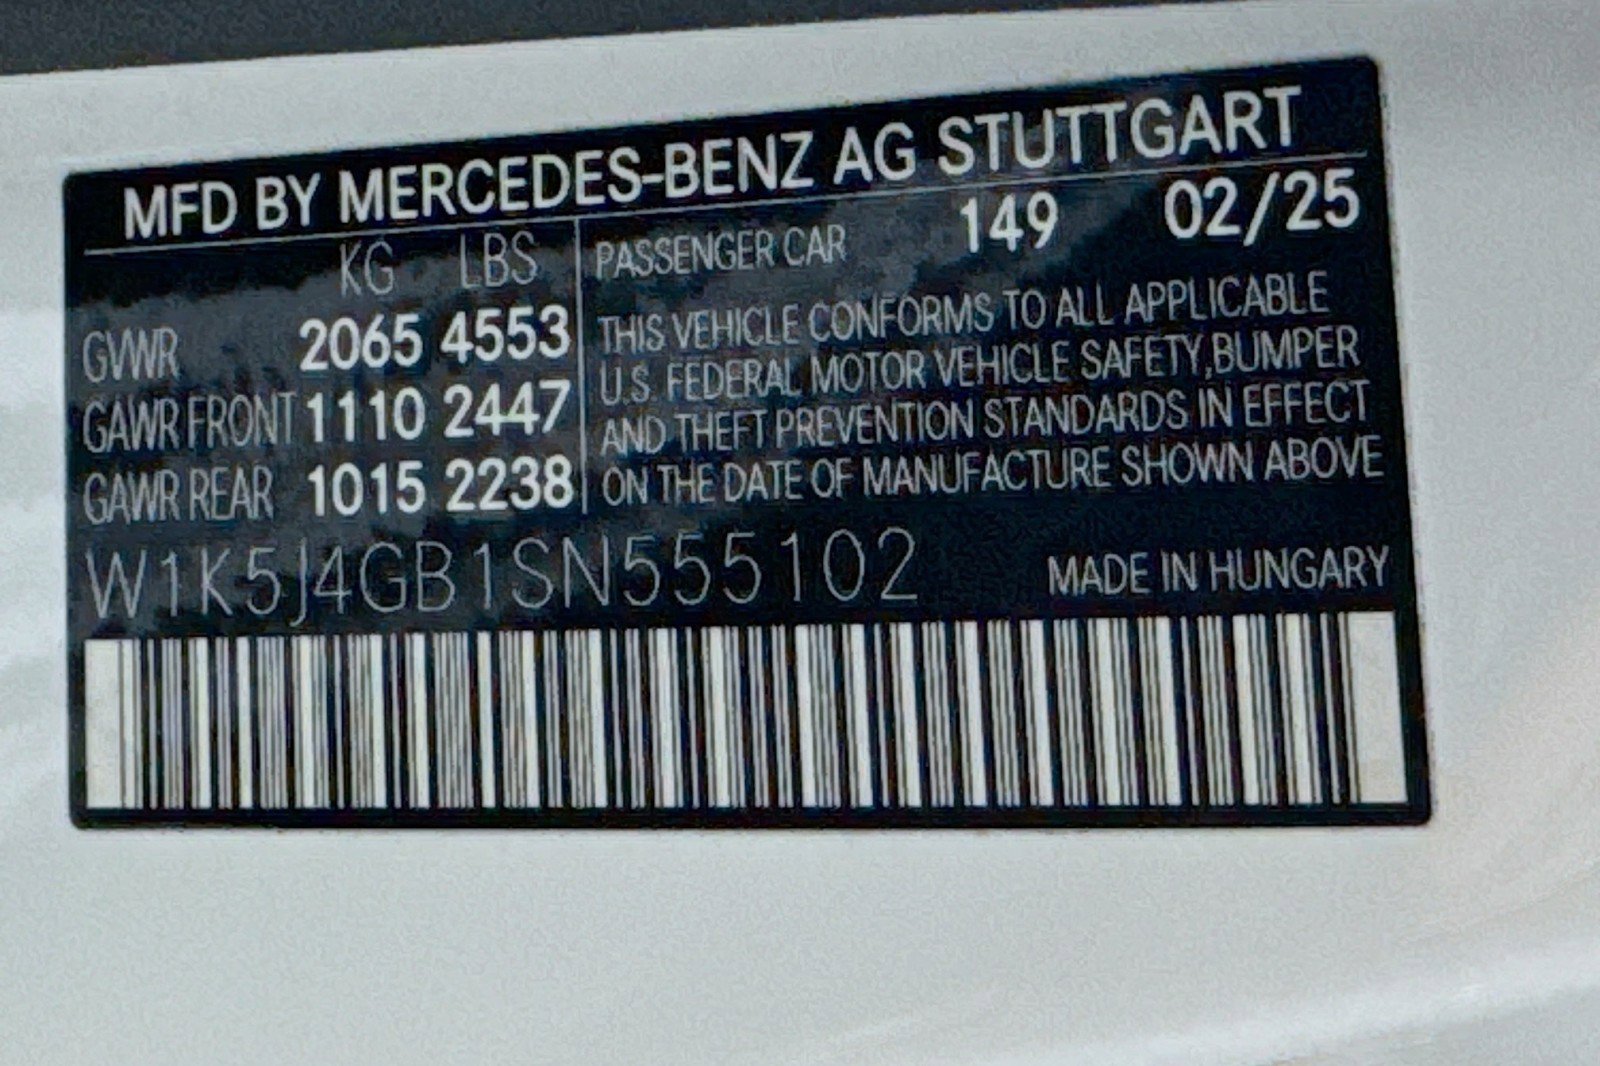 MFD BY MERCEDES-BENZ AG STUTTGART
KG LBS
GVWR 2065 4553
GAWR FRONT 1110 2447
GAWR REAR 1015 2238
PASSENGER CAR 149 02/25
THIS VEHICLE CONFORMS TO ALL APPLICABLE
U.S. FEDERAL MOTOR VEHICLE SAFETY,BUMPER
AND THEFT PREVENTION STANDARDS IN EFFECT
ON THE DATE OF MANUFACTURE SHOWN ABOVE
W1K5J4GB1SN555102
MADE IN HUNGARY